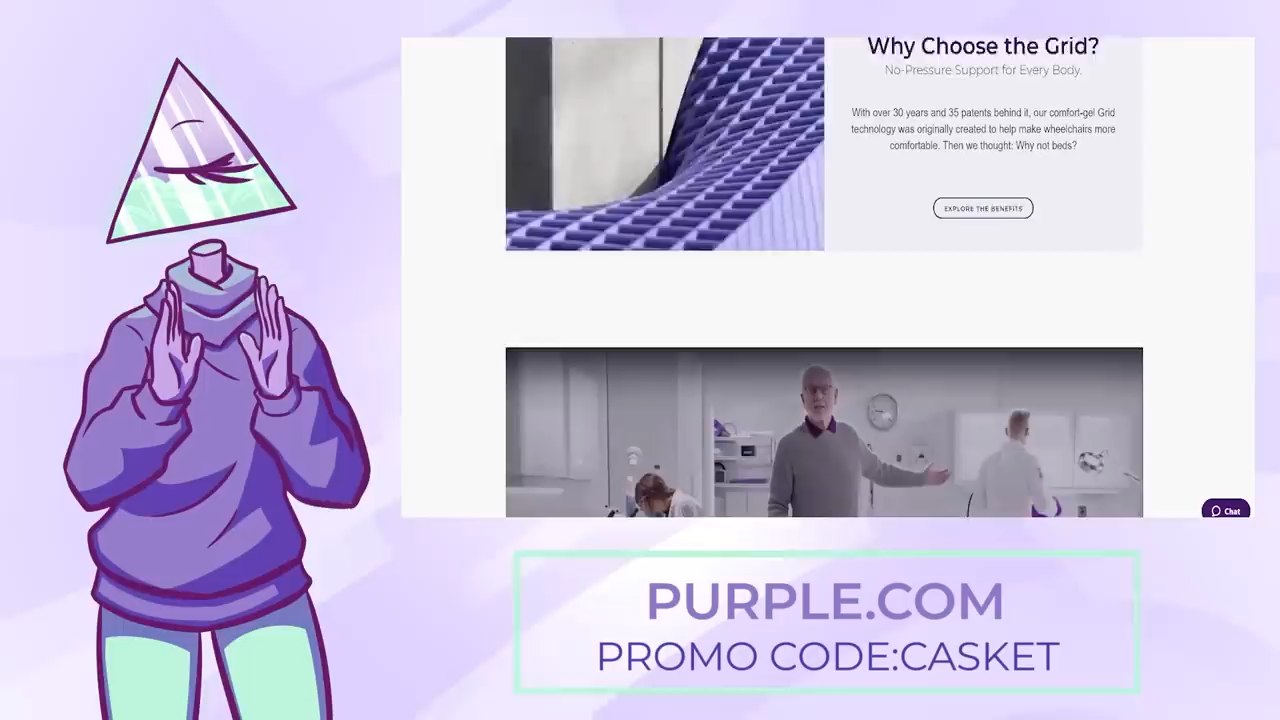 Why Choose the Grid?
No-Pressure Support for Every Body.
With over 30 years and 35 patents behind it, our comfort-gel Grid
technology was originally created to help make wheelchairs more
comfortable. Then we thought: Why not beds?
EXPLORE THE BENEFITS
Chat
PURPLE.COM
PROMO CODE:CASKET